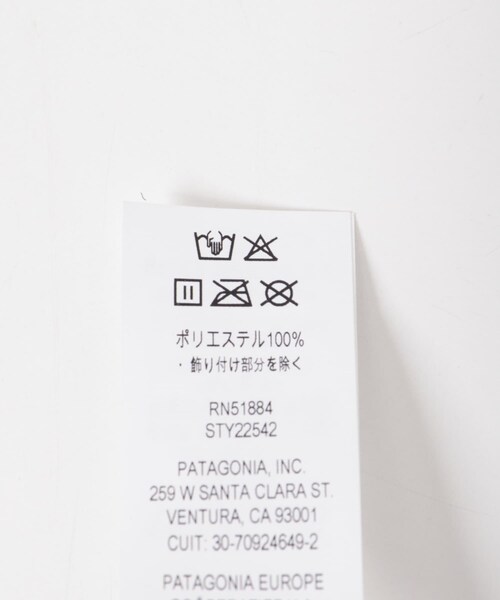 ポリエステル100%
・飾り付け部分を除く
RN51884
STY22542
PATAGONIA, INC.
259 W SANTA CLARA ST.
VENTURA, CA 93001
CUIT: 30-70924649-2
PATAGONIA EUROPE